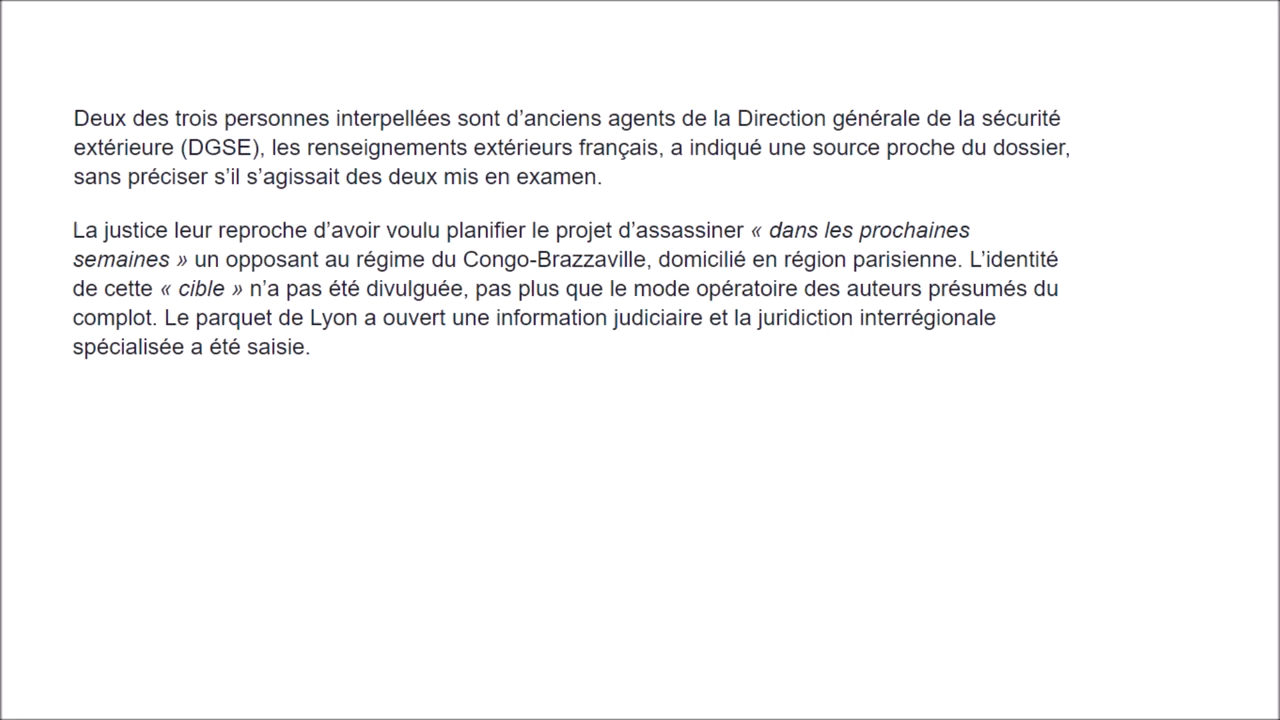 Deux des trois personnes interpellées sont d’anciens agents de la Direction générale de la sécurité
extérieure (DGSE), les renseignements extérieurs français, a indiqué une source proche du dossier,
sans préciser s’il s’agissait des deux mis en examen.
La justice leur reproche d’avoir voulu planifier le projet d’assassiner « dans les prochaines
semaines » un opposant au régime du Congo-Brazzaville, domicilié en région parisienne. L’identité
de cette « cible » n’a pas été divulguée, pas plus que le mode opératoire des auteurs présumés du
complot. Le parquet de Lyon a ouvert une information judiciaire et la juridiction interrégionale
spécialisée a été saisie.